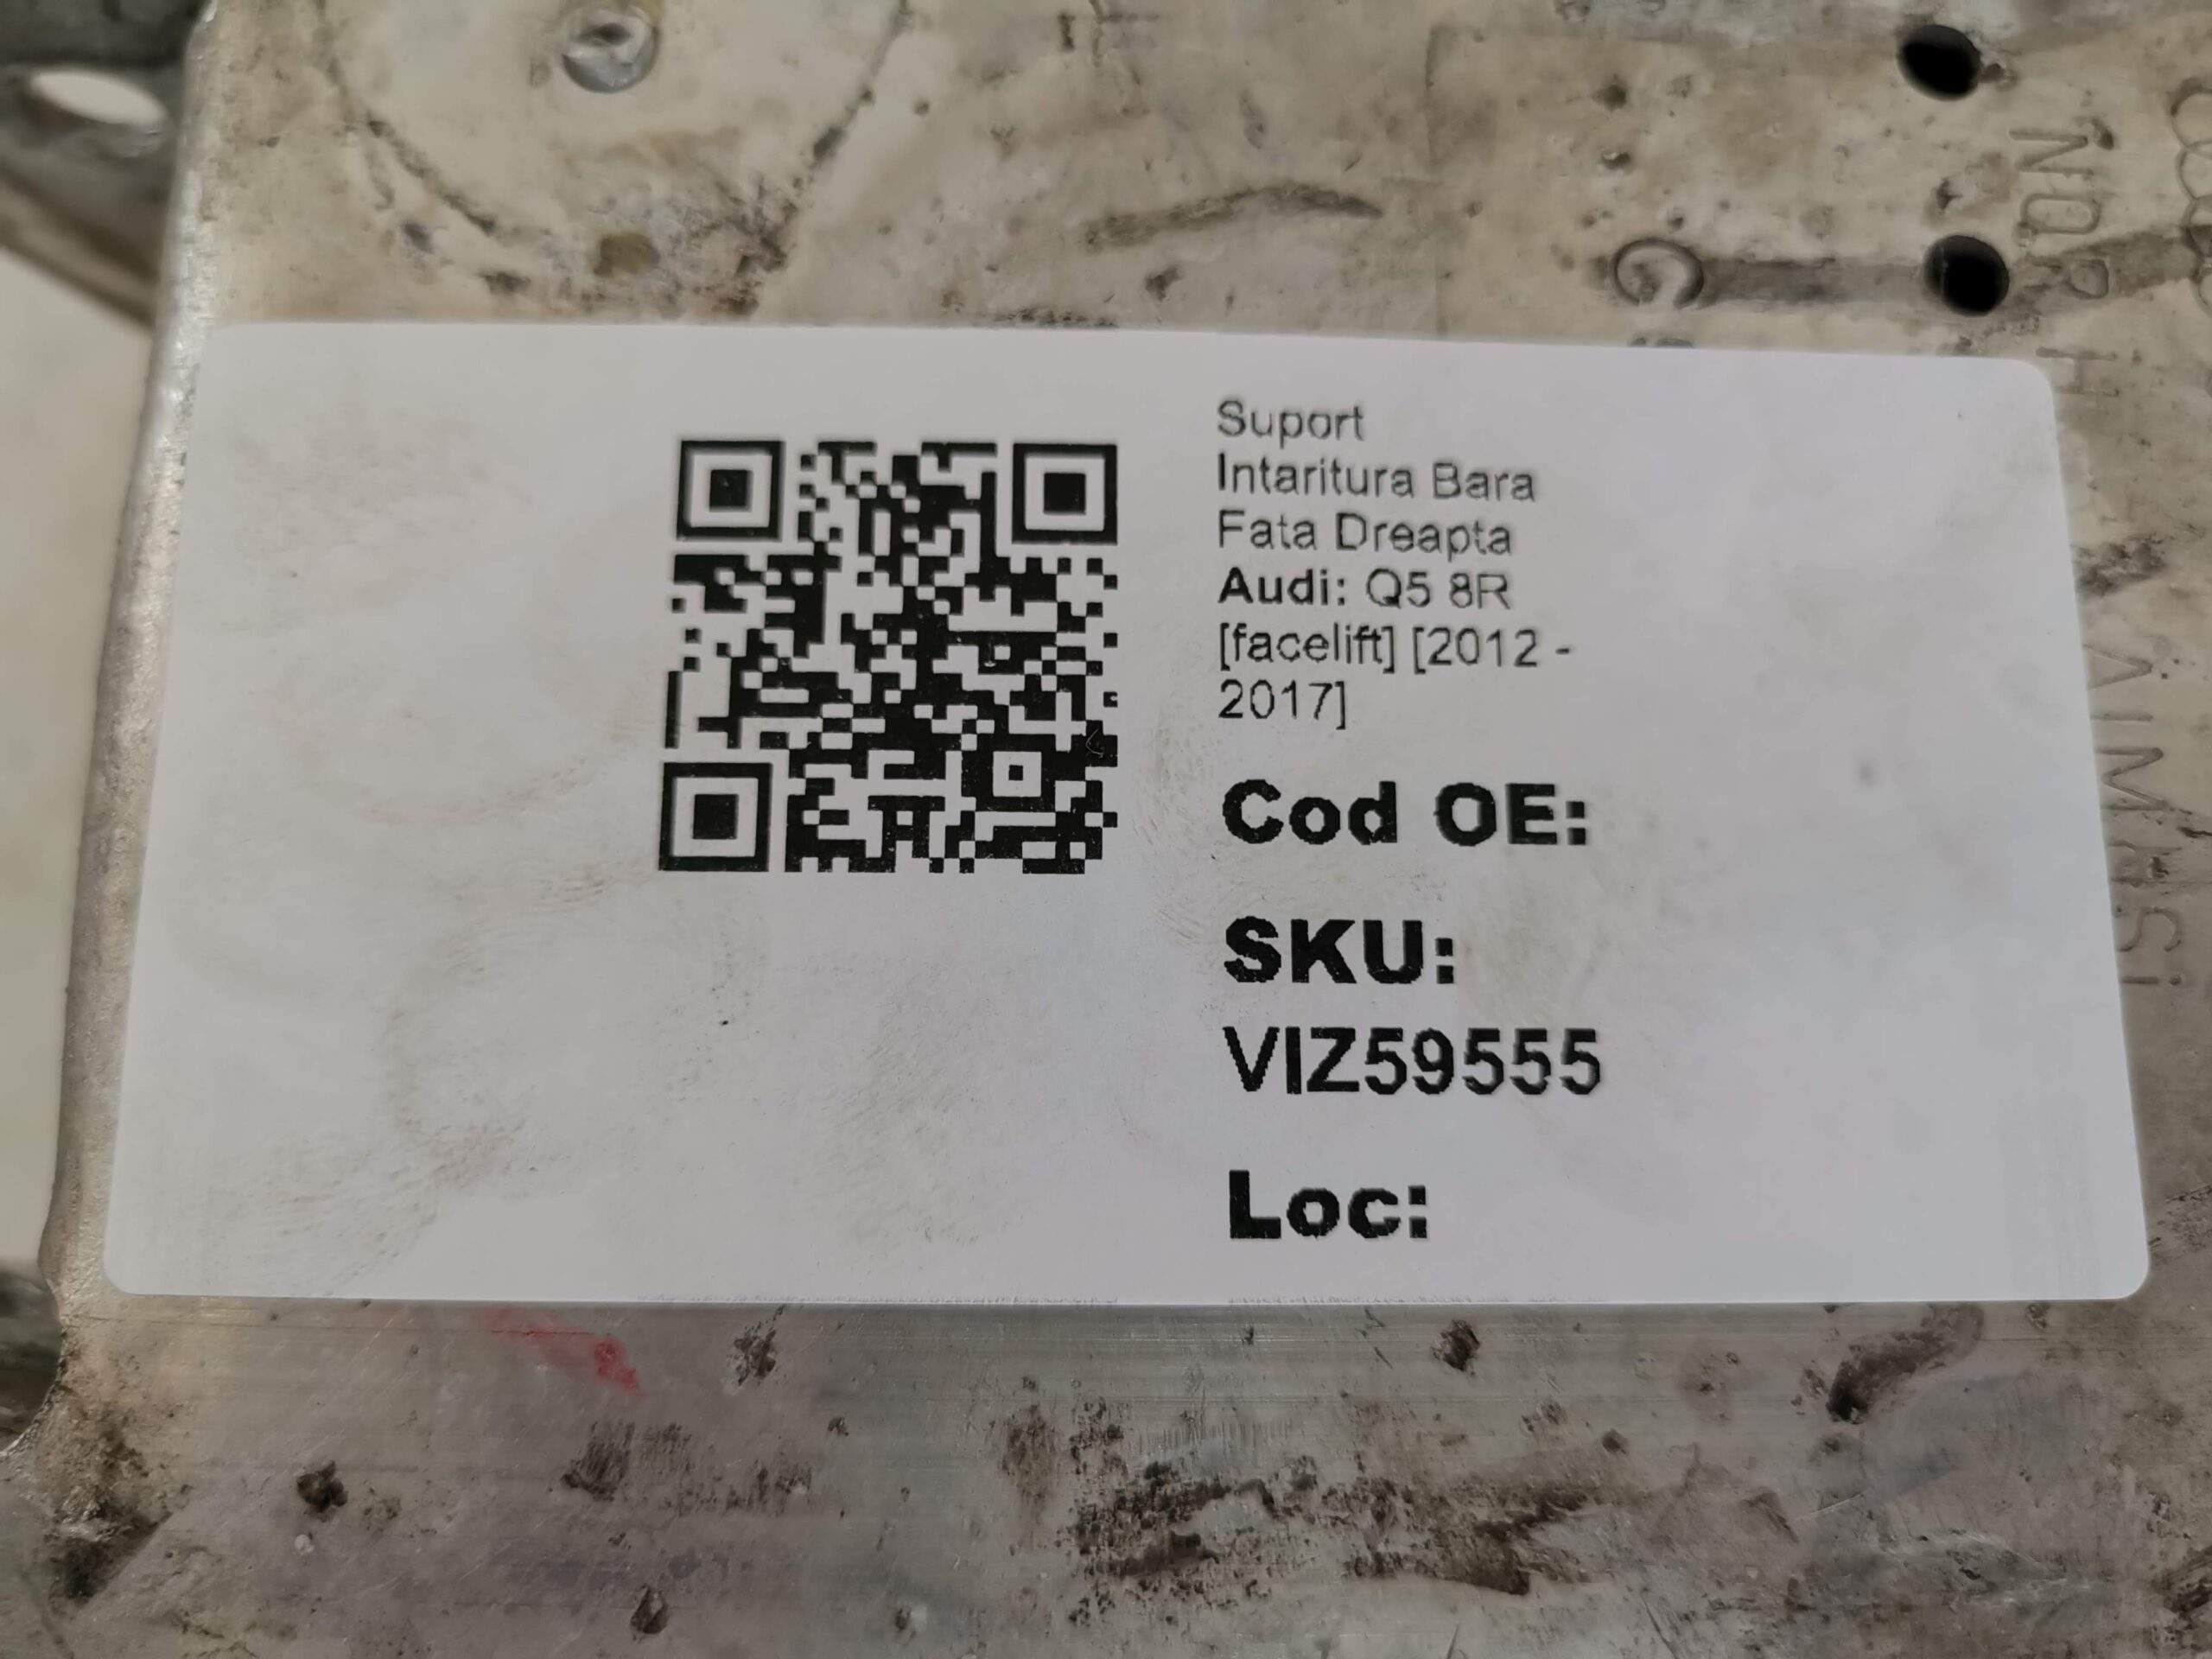 Suport
Intaritura Bara
Fata Dreapta
Audi: Q5 8R
[facelift] [2012 -
2017]
Cod OE:
SKU:
VIZ59555
Loc: